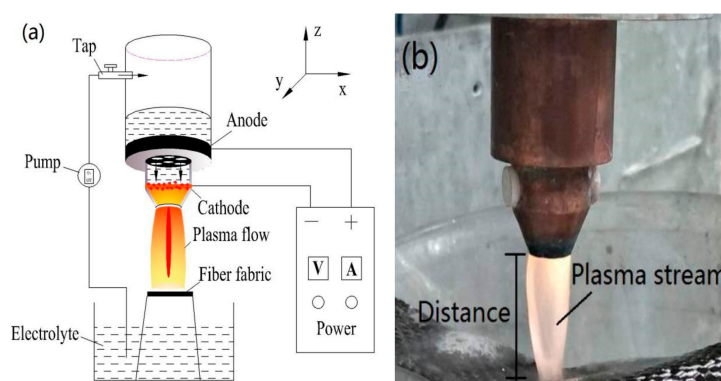 (a)
Tap
z
y
x
Anode
Pump
Cathode
Plasma flow
Fiber fabric
Electrolyte
− +
V A
Power
(b)
Distance
Plasma stream